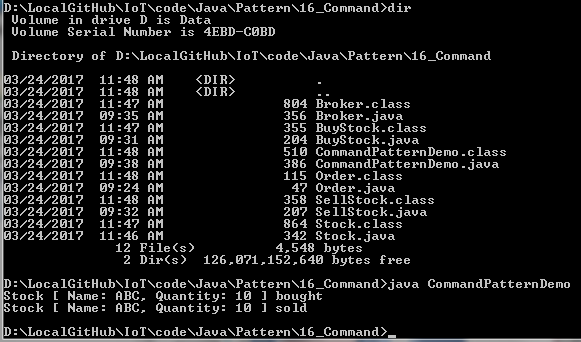 D:\LocalGitHub\IoT\code\Java\Pattern\16_Command>dir
 Volume in drive D is Data
 Volume Serial Number is 4EBD-C0BD

 Directory of D:\LocalGitHub\IoT\code\Java\Pattern\16_Command

03/24/2017  11:48 AM    <DIR>          .
03/24/2017  11:48 AM    <DIR>          ..
03/24/2017  11:47 AM               804 Broker.class
03/24/2017  09:35 AM               356 Broker.java
03/24/2017  11:47 AM               355 BuyStock.class
03/24/2017  09:31 AM               204 BuyStock.java
03/24/2017  11:48 AM               510 CommandPatternDemo.class
03/24/2017  09:38 AM               386 CommandPatternDemo.java
03/24/2017  11:48 AM               115 Order.class
03/24/2017  09:24 AM                47 Order.java
03/24/2017  11:48 AM               358 SellStock.class
03/24/2017  09:32 AM               207 SellStock.java
03/24/2017  11:47 AM               864 Stock.class
03/24/2017  11:46 AM               342 Stock.java
              12 File(s)          4,548 bytes
               2 Dir(s)  126,071,152,640 bytes free

D:\LocalGitHub\IoT\code\Java\Pattern\16_Command>java CommandPatternDemo
Stock [ Name: ABC, Quantity: 10 ] bought
Stock [ Name: ABC, Quantity: 10 ] sold

D:\LocalGitHub\IoT\code\Java\Pattern\16_Command>_